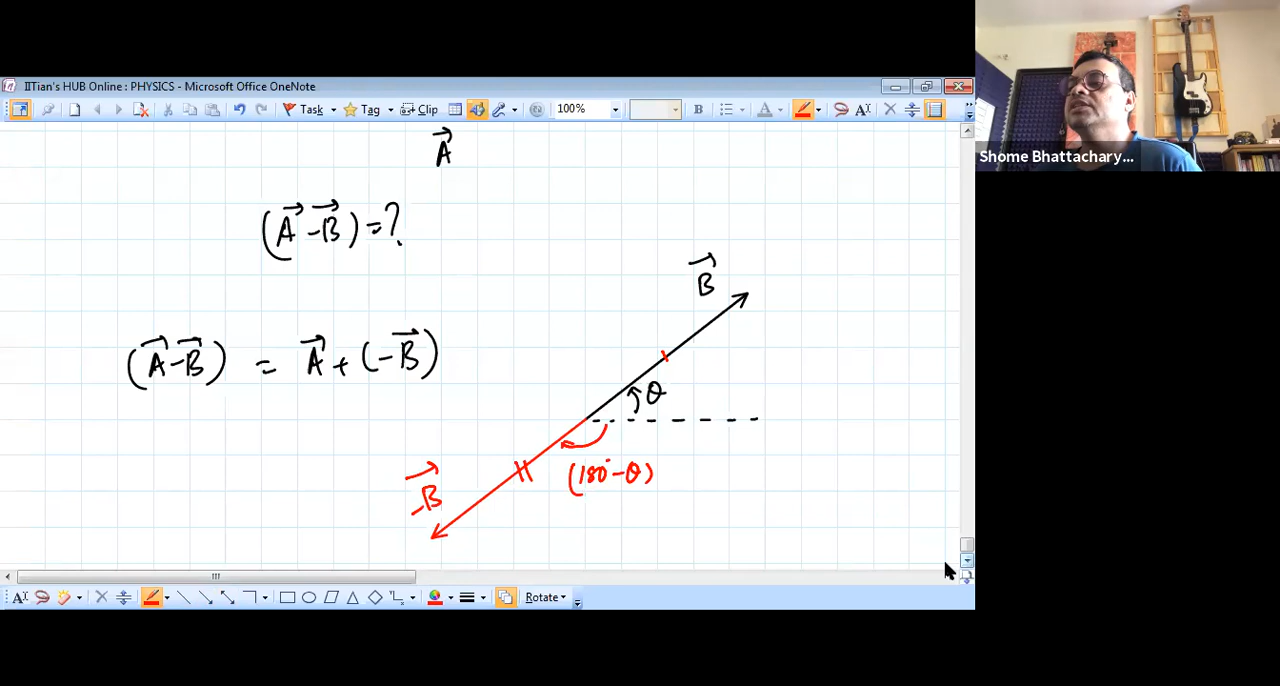 IITian's HUB Online : PHYSICS - Microsoft Office OneNote
Task Tag Clip 100% B A A
Shome Bhattachary...
A⃗
(A⃗ - B⃗) = ?
B⃗
(A⃗ - B⃗) = A⃗ + (-B⃗)
θ
(180° - θ)
-B⃗
A Rotate